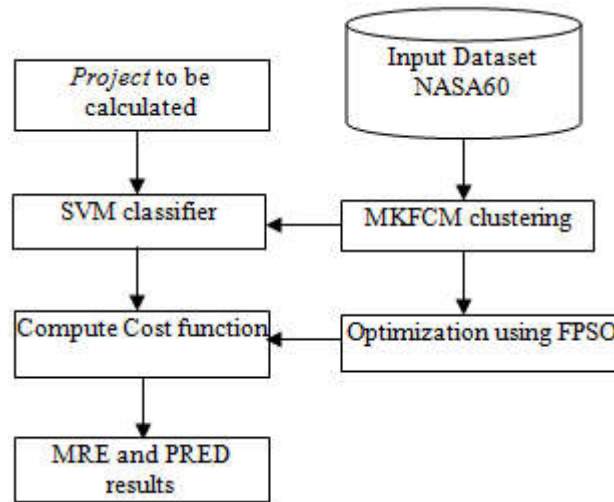 Input Dataset
NASA60
Project to be
calculated
SVM classifier
MKFCM clustering
Compute Cost function
Optimization using FPSO
MRE and PRED
results